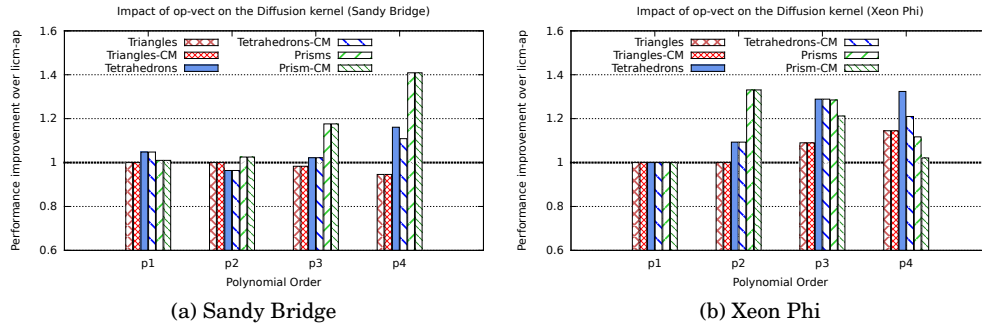 Impact of op-vect on the Diffusion kernel (Sandy Bridge)
Performance improvement over licm-ap
1.6
1.4
1.2
1
0.8
0.6
Triangles
Triangles-CM
Tetrahedrons
Tetrahedrons-CM
Prisms
Prism-CM
p1 p2 p3 p4
Polynomial Order
(a) Sandy Bridge
Impact of op-vect on the Diffusion kernel (Xeon Phi)
Performance improvement over licm-ap
1.6
1.4
1.2
1
0.8
0.6
Triangles
Triangles-CM
Tetrahedrons
Tetrahedrons-CM
Prisms
Prism-CM
p1 p2 p3 p4
Polynomial Order
(b) Xeon Phi